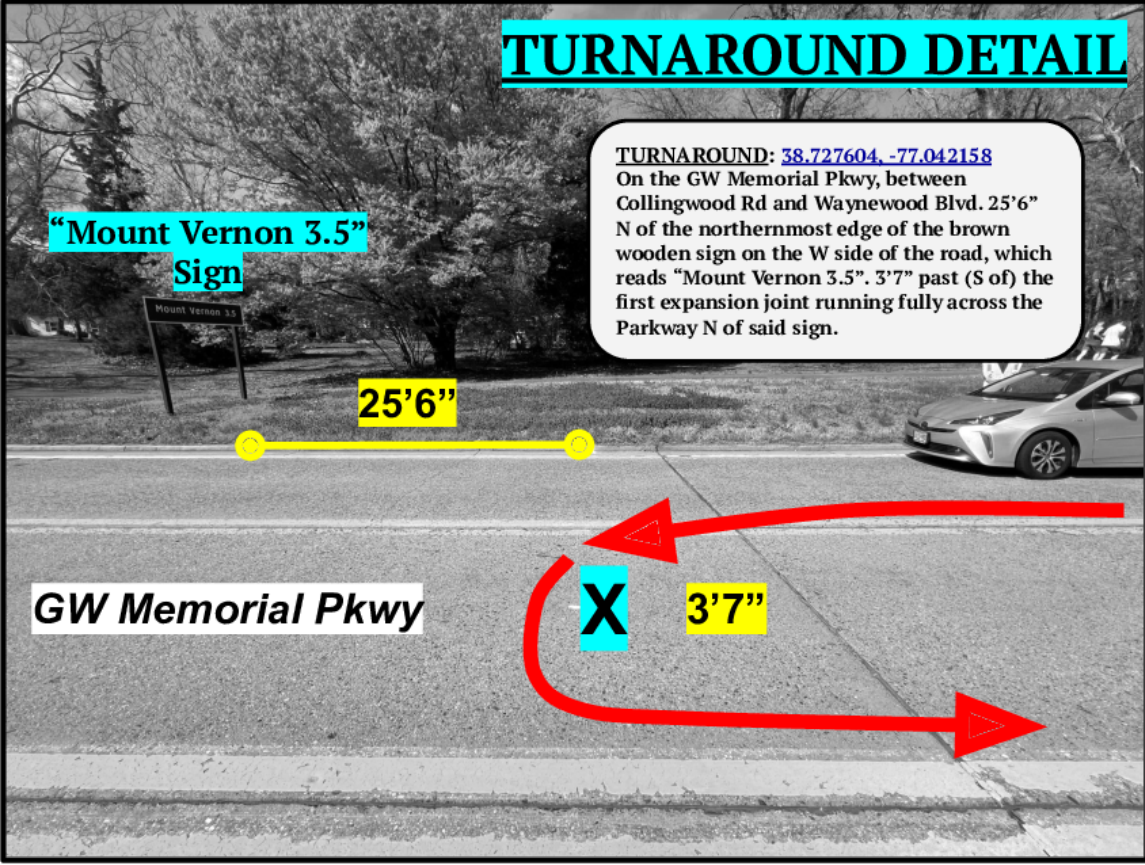 TURNAROUND DETAIL
TURNAROUND: 38.727604, -77.042158
On the GW Memorial Pkwy, between
Collingwood Rd and Waynewood Blvd. 25’6”
N of the northernmost edge of the brown
wooden sign on the W side of the road, which
reads “Mount Vernon 3.5”. 3’7” past (S of) the
first expansion joint running fully across the
Parkway N of said sign.
“Mount Vernon 3.5”
Sign
Mount Vernon 3.5
25’6”
X
3’7”
GW Memorial Pkwy